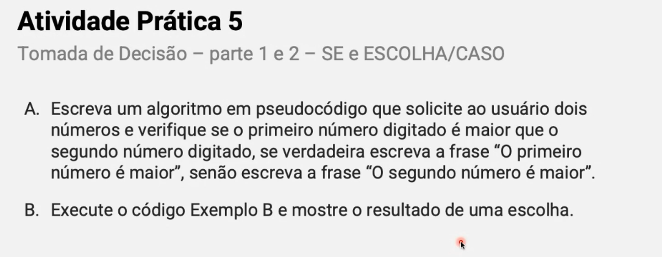 Atividade Prática 5
Tomada de Decisão – parte 1 e 2 – SE e ESCOLHA/CASO
A. Escreva um algoritmo em pseudocódigo que solicite ao usuário dois
números e verifique se o primeiro número digitado é maior que o
segundo número digitado, se verdadeira escreva a frase “O primeiro
número é maior”, senão escreva a frase “O segundo número é maior”.
B. Execute o código Exemplo B e mostre o resultado de uma escolha.